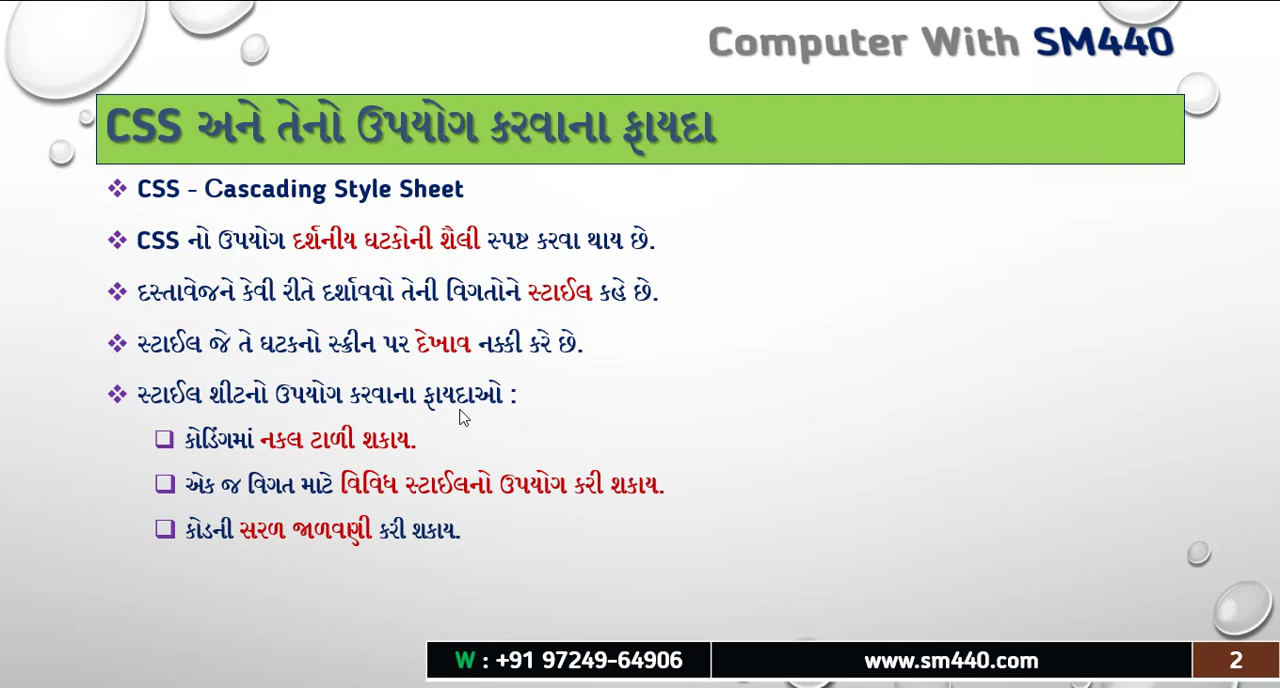 Computer With SM440
CSS અને તેનો ઉપયોગ કરવાના ફાયદા
CSS - Cascading Style Sheet
CSS નો ઉપયોગ દર્શનીય ઘટકોની શૈલી સ્પષ્ટ કરવા થાય છે.
દસ્તાવેજને કેવી રીતે દર્શાવવો તેની વિગતોને સ્ટાઈલ કહે છે.
સ્ટાઈલ જે તે ઘટકનો સ્ક્રીન પર દેખાવ નક્કી કરે છે.
સ્ટાઈલ શીટનો ઉપયોગ કરવાના ફાયદાઓ :
કોડિંગમાં નકલ ટાળી શકાય.
એક જ વિગત માટે વિવિધ સ્ટાઈલનો ઉપયોગ કરી શકાય.
કોડની સરળ જાળવણી કરી શકાય.
W : +91 97249-64906 www.sm440.com 2